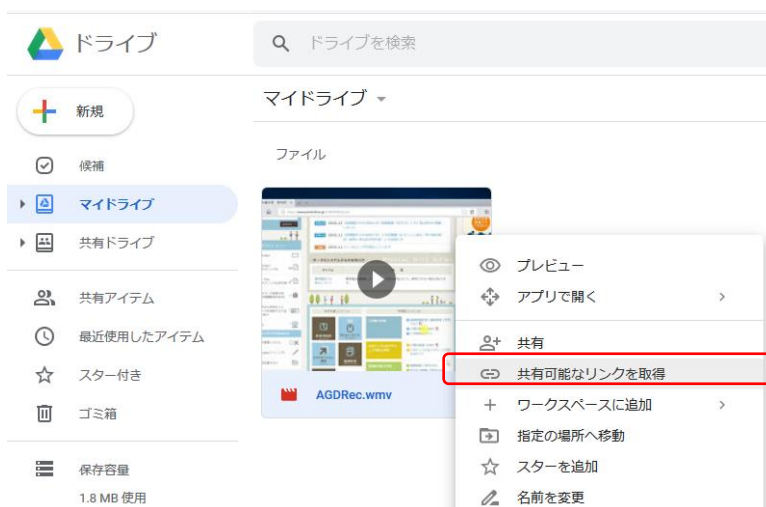 ドライブ
ドライブを検索
新規
マイドライブ
候補
ファイル
マイドライブ
共有ドライブ
共有アイテム
最近使用したアイテム
スター付き
ゴミ箱
保存容量
1.8 MB 使用
AGDRec.wmv
プレビュー
アプリで開く
共有
共有可能なリンクを取得
ワークスペースに追加
指定の場所へ移動
スターを追加
名前を変更